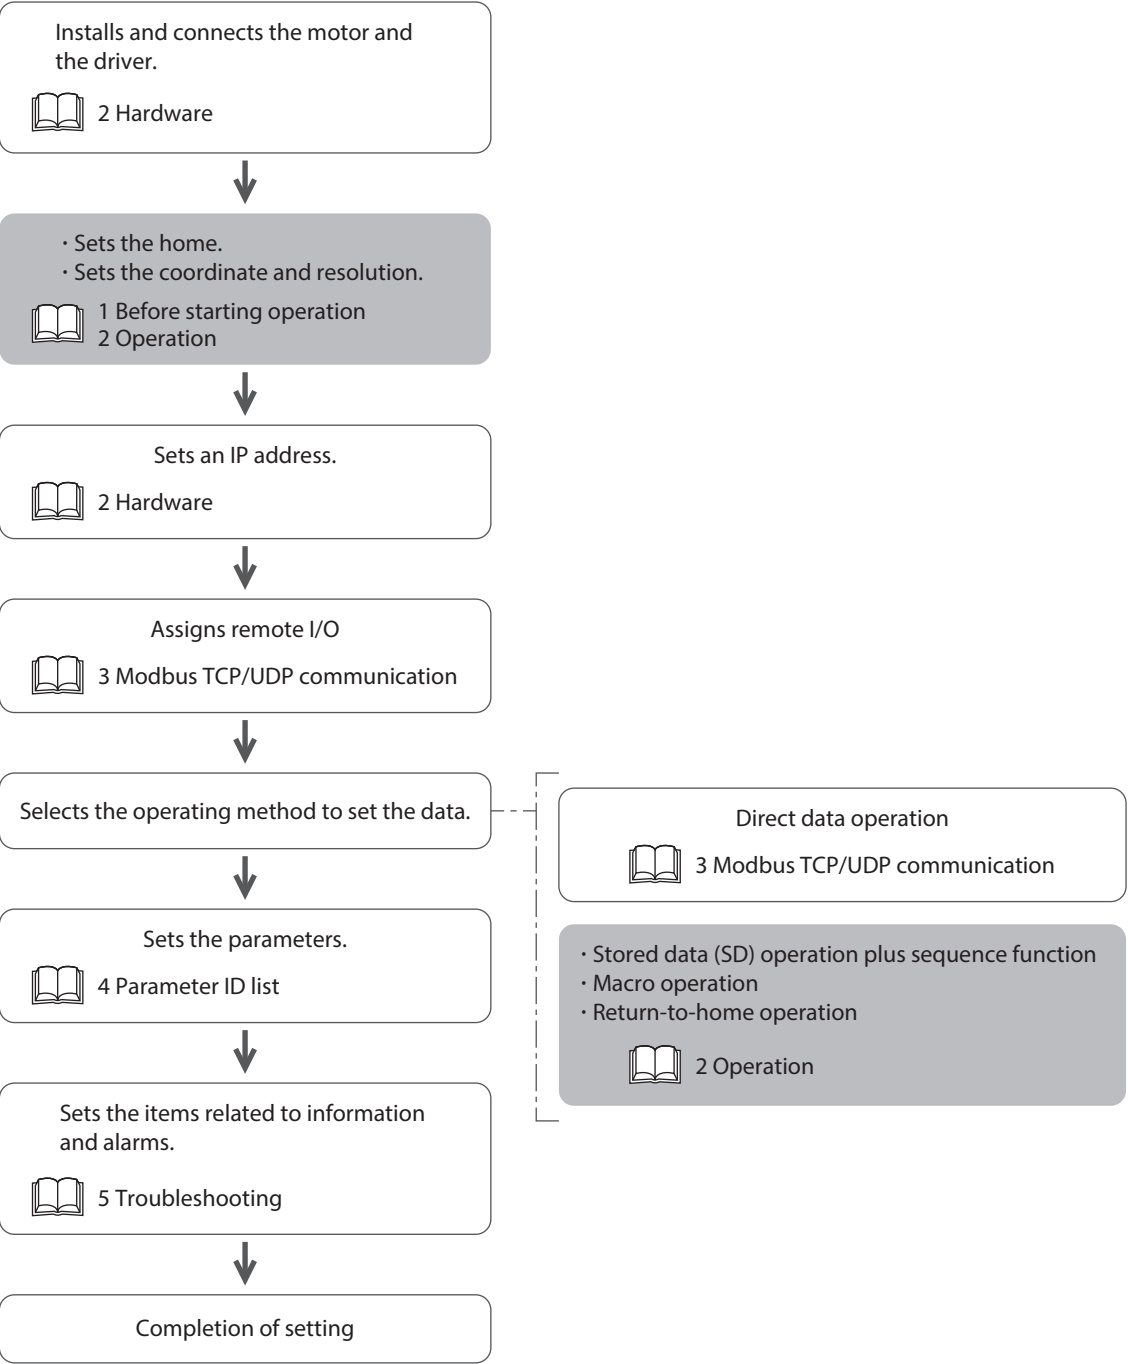 Installs and connects the motor and
the driver.
2 Hardware
· Sets the home.
· Sets the coordinate and resolution.
1 Before starting operation
2 Operation
Sets an IP address.
2 Hardware
Assigns remote I/O
3 Modbus TCP/UDP communication
Selects the operating method to set the data.
Direct data operation
3 Modbus TCP/UDP communication
· Stored data (SD) operation plus sequence function
· Macro operation
· Return-to-home operation
2 Operation
Sets the parameters.
4 Parameter ID list
Sets the items related to information
and alarms.
5 Troubleshooting
Completion of setting